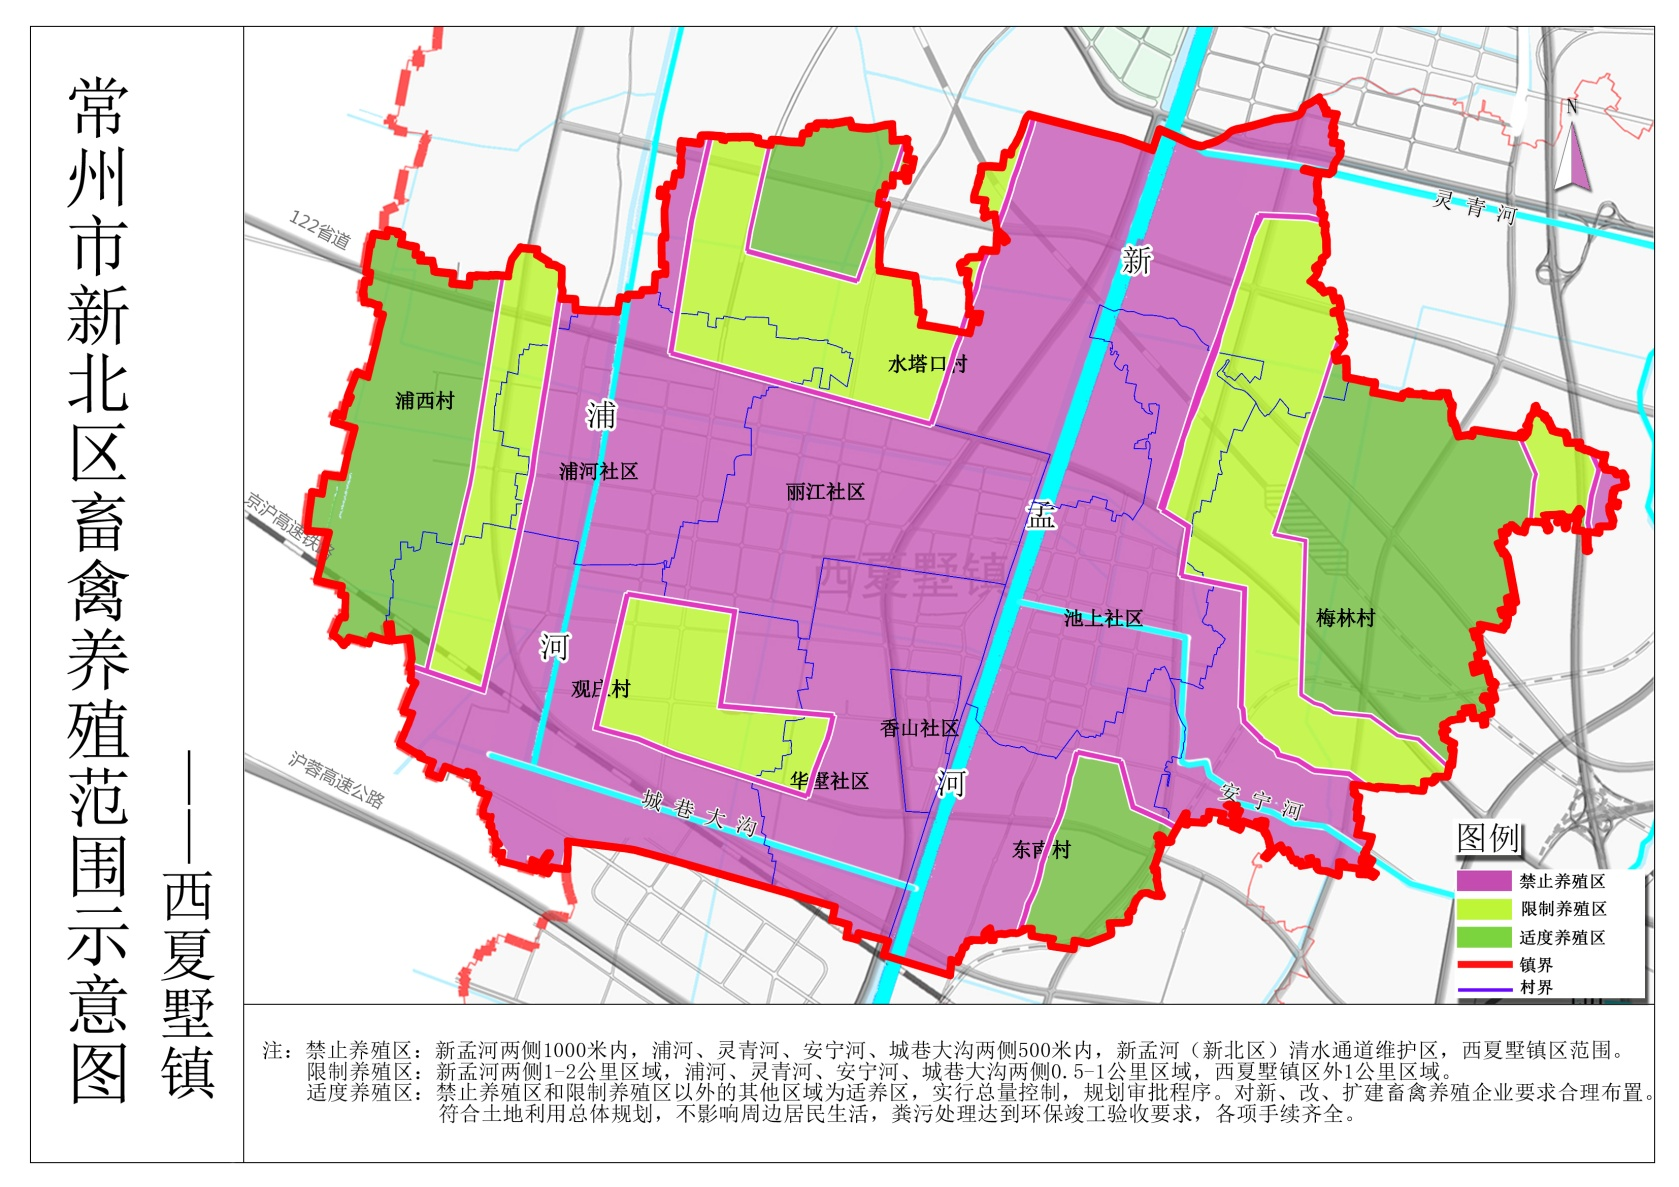 常州市新北区畜禽养殖范围示意图
——西夏墅镇
N
122省道
灵青河
新
水塔口村
浦西村
浦
浦河社区
丽江社区
京沪高速铁路
孟
西夏墅镇
池上社区
梅林村
河
观庄村
香山社区
沪蓉高速公路
河
华堂社区
城巷大沟
安宁河
东南村
图例
禁止养殖区
限制养殖区
适度养殖区
镇界
村界
注：禁止养殖区：新孟河两侧1000米内，浦河、灵青河、安宁河、城巷大沟两侧500米内，新孟河（新北区）清水通道维护区，西夏墅镇区范围。
限制养殖区：新孟河两侧1-2公里区域，浦河、灵青河、安宁河、城巷大沟两侧0.5-1公里区域，西夏墅镇区外1公里区域。
适度养殖区：禁止养殖区和限制养殖区以外的其他区域为适养区，实行总量控制，规划审批程序。对新、改、扩建畜禽养殖企业要求合理布置。
符合土地利用总体规划，不影响周边居民生活，粪污处理达到环保竣工验收要求，各项手续齐全。